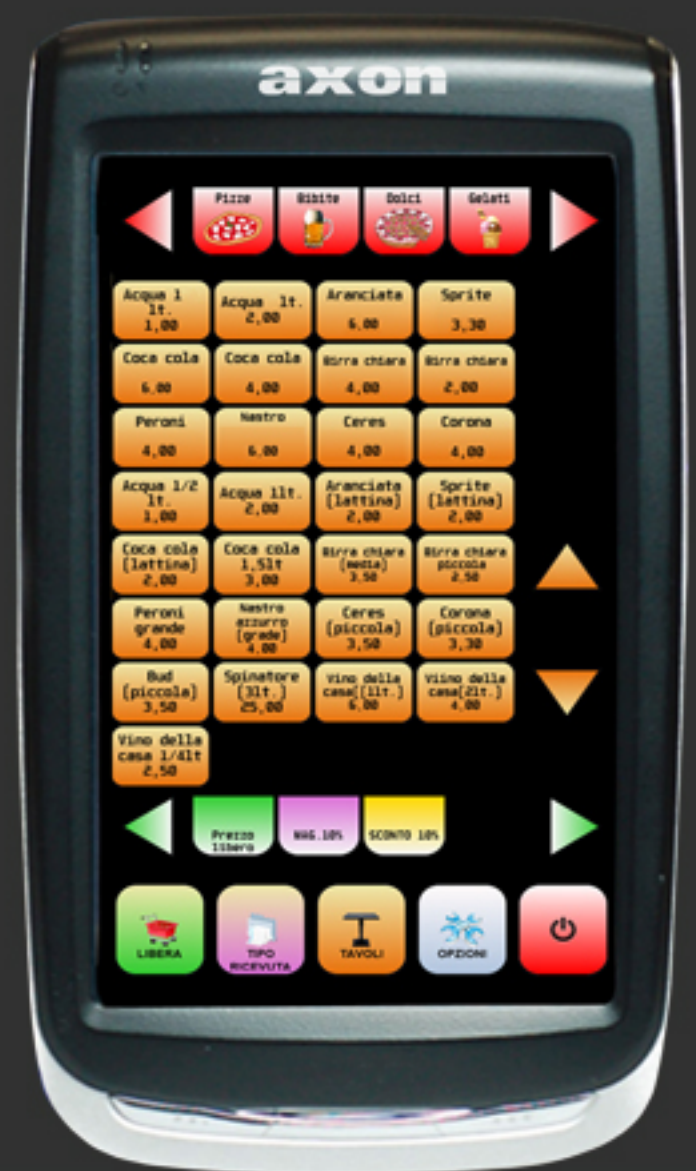 axon
Pizze Bibite Dolci Gelati
Acqua 1
lt.
1,00
Acqua lt.
2,00
Aranciata
6,00
Sprite
3,30
Coca cola
6,00
Coca cola
4,00
Birra chiara
4,00
Birra chiara
2,00
Peroni
4,00
Nastro
6,00
Ceres
4,00
Corona
4,00
Acqua 1/2
lt.
1,00
Acqua 1lt.
2,00
Aranciata
(lattina)
2,00
Sprite
(lattina)
2,00
Coca cola
(lattina)
2,00
Coca cola
1,5lt
3,00
Birra chiara
(media)
3,50
Birra chiara
piccola
2,50
Peroni
grande
4,00
Nastro
azzurro
(grade)
4,00
Ceres
(piccola)
3,50
Corona
(piccola)
3,30
Bud
(piccola)
3,50
Spinatore
(3lt.)
25,00
Vino della
casa((1lt.)
6,00
Viino della
casa(2lt.)
4,00
Vino della
casa 1/4lt
2,50
Prezzo
libero
MAG.10%
SCONTO 10%
LIBERA
TIPO
RICEVUTA
TAVOLI
OPZIONI